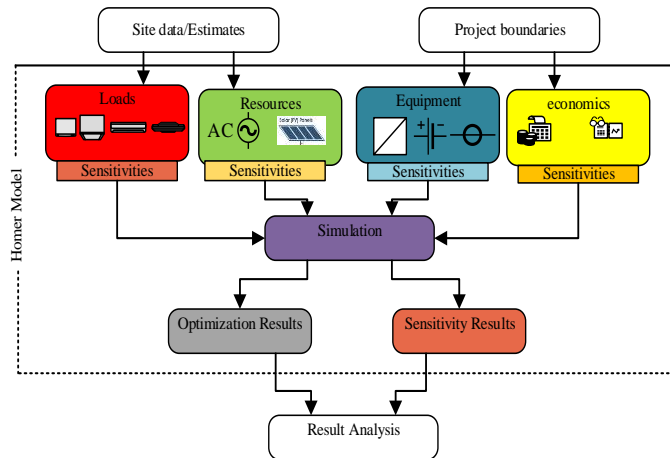 Site data/Estimates
Project boundaries
Loads
Resources
Equipment
economics
AC
Solar (PV) Panels
Sensitivities
Sensitivities
Sensitivities
Sensitivities
Homer Model
Simulation
Optimization Results
Sensitivity Results
Result Analysis